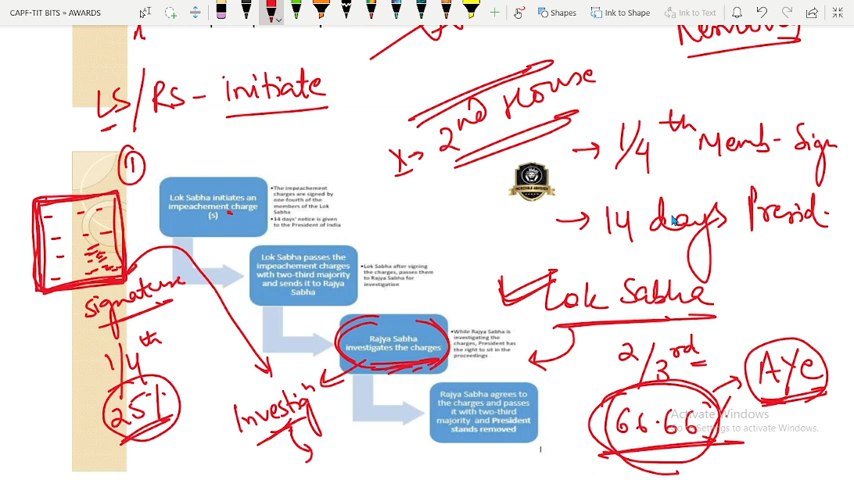 CAPF-TIT BITS » AWARDS
Shapes
Ink to Shape
Ink to Text
Removing
LS/RS - initiate
X→ 2nd House
→ 1/4th Memb- Sign
→ 14 days Presid.
①
Lok Sabha initiates an
impeachement charge
(s)
•The impeachement
charges are signed by
one-fourth of the
members of the Lok
Sabha
•14 days' notice is given
to the President of India
Lok Sabha passes the
impeachment charges
with two-third majority
and sends it to Rajya
Sabha
•Lok Sabha after signing
the charges, passes them
to Rajya Sabha for
investigation
signature
1/4th
25%
Lok Sabha
2/3rd
66.66
AYe
Rajya Sabha
investigates the charges
•While Rajya Sabha is
investigating the
charges, President has
the right to sit in the
proceedings
Investign
Rajya Sabha agrees to
the charges and passes
it with two-third
majority and President
stands removed
Activate Windows
Go to Settings to activate Windows.